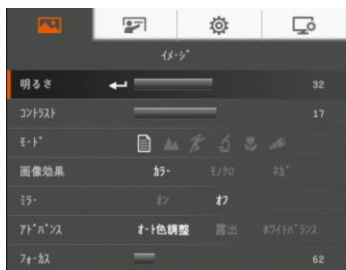 イメージ
明るさ 32
コントラスト 17
モード
画像効果 カラー モノクロ ネガ
ミラー オン オフ
アドバンス オート色調整 露出 ホワイトバランス
フォーカス 62